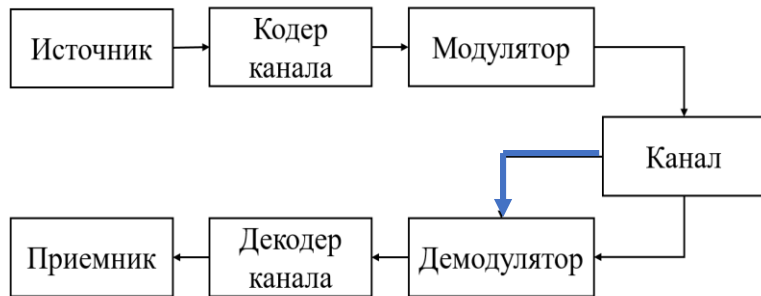 Источник
Кодер
канала
Модулятор
Канал
Приемник
Декодер
канала
Демодулятор